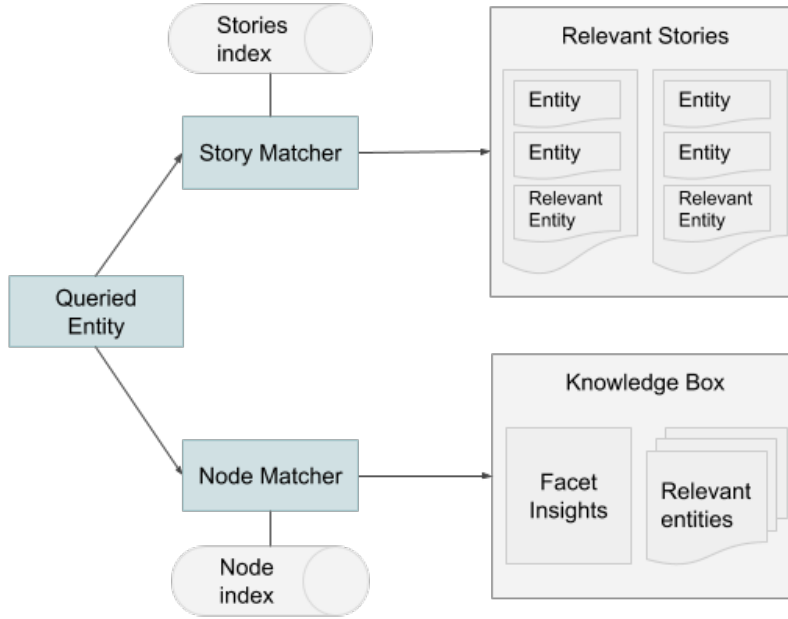 Stories
index
Story Matcher
Queried
Entity
Node Matcher
Node
index
Relevant Stories
Entity
Entity
Relevant
Entity
Entity
Entity
Relevant
Entity
Knowledge Box
Facet
Insights
Relevant
entities